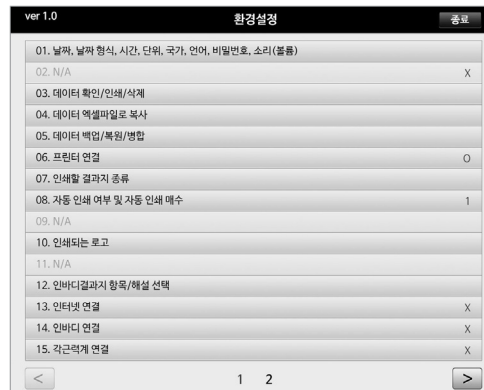 ver 1.0 환경설정 종료
01. 날짜, 날짜 형식, 시간, 단위, 국가, 언어, 비밀번호, 소리(볼륨)
02. N/A X
03. 데이터 확인/인쇄/삭제
04. 데이터 엑셀파일로 복사
05. 데이터 백업/복원/병합
06. 프린터 연결 O
07. 인쇄할 결과지 종류
08. 자동 인쇄 여부 및 자동 인쇄 매수 1
09. N/A
10. 인쇄되는 로고
11. N/A
12. 인바디결과지 항목/해설 선택
13. 인터넷 연결 X
14. 인바디 연결 X
15. 각근력계 연결 X
< 1 2 >